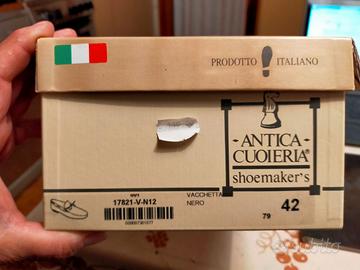 PRODOTTO ITALIANO
ANTICA
CUOIERIA®
shoemaker's
17821-V-N12
VACCHETTA
NERO
79
42